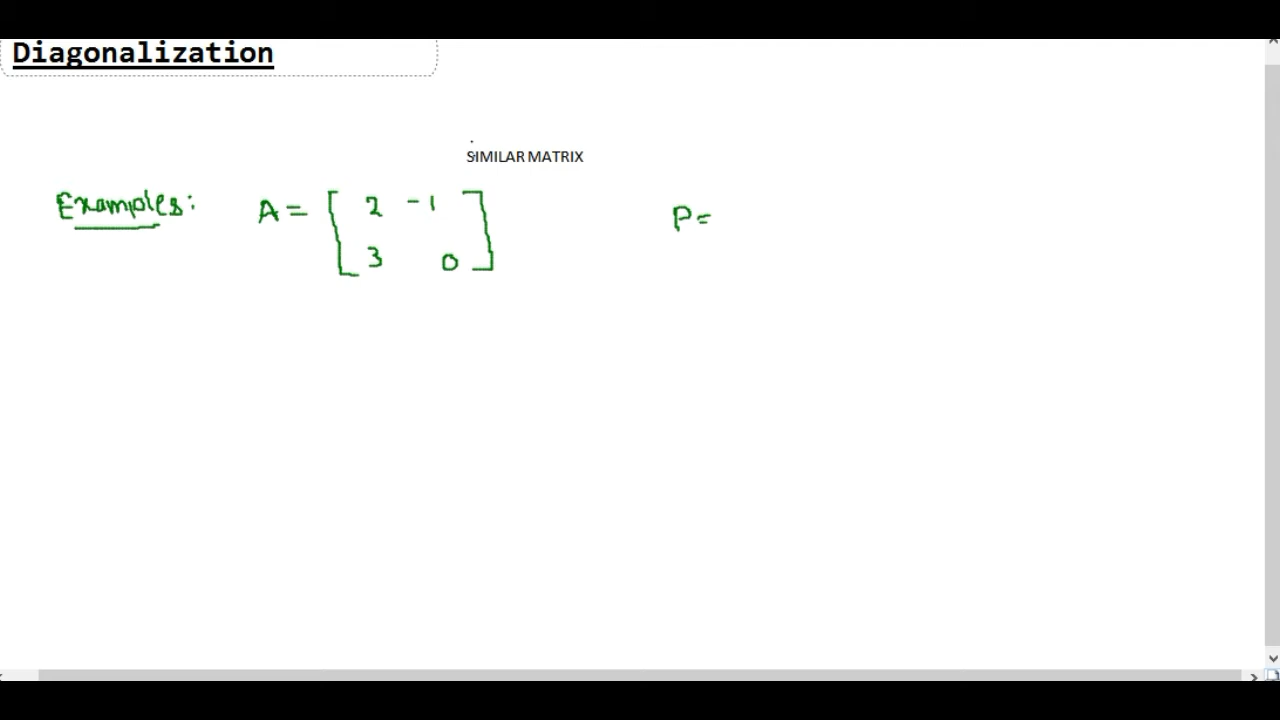 Diagonalization
SIMILAR MATRIX
Examples: A = [ 2 -1
3 0 ] P =